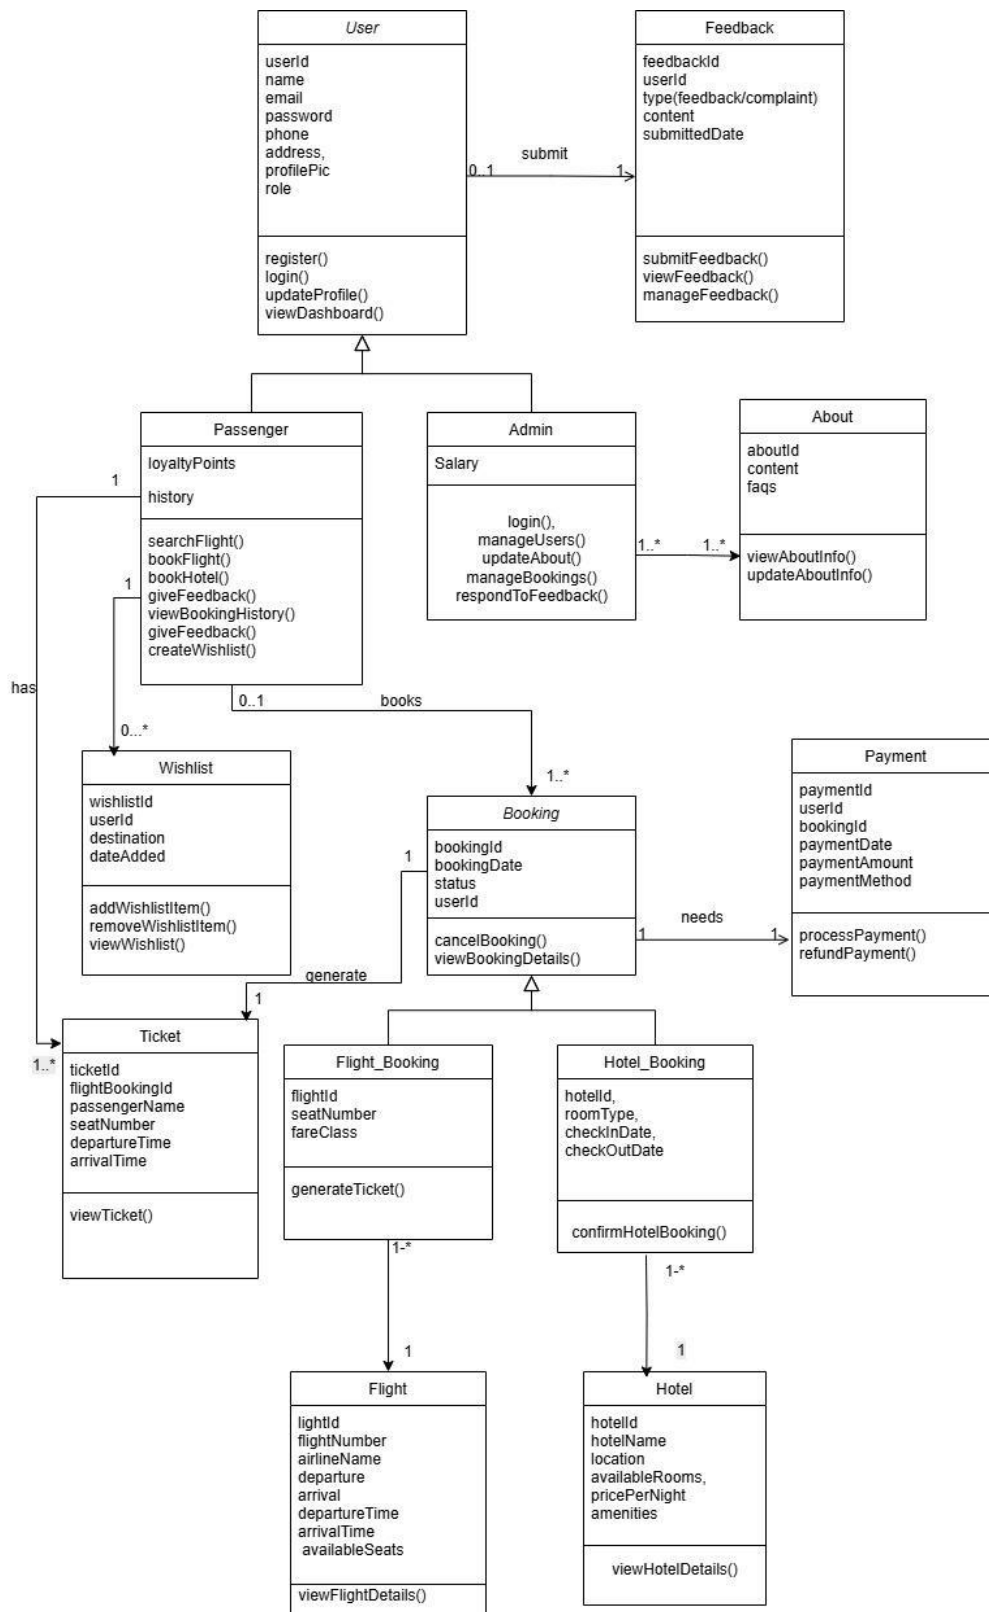 User
userId
name
email
password
phone
address,
profilePic
role
register()
login()
updateProfile()
viewDashboard()
submit
0..1
1
Feedback
feedbackId
userId
type(feedback/complaint)
content
submittedDate
submitFeedback()
viewFeedback()
manageFeedback()
Passenger
loyaltyPoints
history
searchFlight()
bookFlight()
bookHotel()
giveFeedback()
viewBookingHistory()
giveFeedback()
createWishlist()
1
1
has
Admin
Salary
login(),
manageUsers()
updateAbout()
manageBookings()
respondToFeedback()
1..*
1..*
About
aboutId
content
faqs
viewAboutInfo()
updateAboutInfo()
0..1
books
0...*
1..*
Wishlist
wishlistId
userId
destination
dateAdded
addWishlistItem()
removeWishlistItem()
viewWishlist()
Booking
bookingId
bookingDate
status
userId
cancelBooking()
viewBookingDetails()
1
generate
1
1
needs
1
Payment
paymentId
userId
bookingId
paymentDate
paymentAmount
paymentMethod
processPayment()
refundPayment()
1..*
Ticket
ticketId
flightBookingId
passengerName
seatNumber
departureTime
arrivalTime
viewTicket()
Flight_Booking
flightId
seatNumber
fareClass
generateTicket()
1-*
1
Hotel_Booking
hotelId,
roomType,
checkInDate,
checkOutDate
confirmHotelBooking()
1-*
1
Flight
lightId
flightNumber
airlineName
departure
arrival
departureTime
arrivalTime
availableSeats
viewFlightDetails()
Hotel
hotelId
hotelName
location
availableRooms,
pricePerNight
amenities
viewHotelDetails()